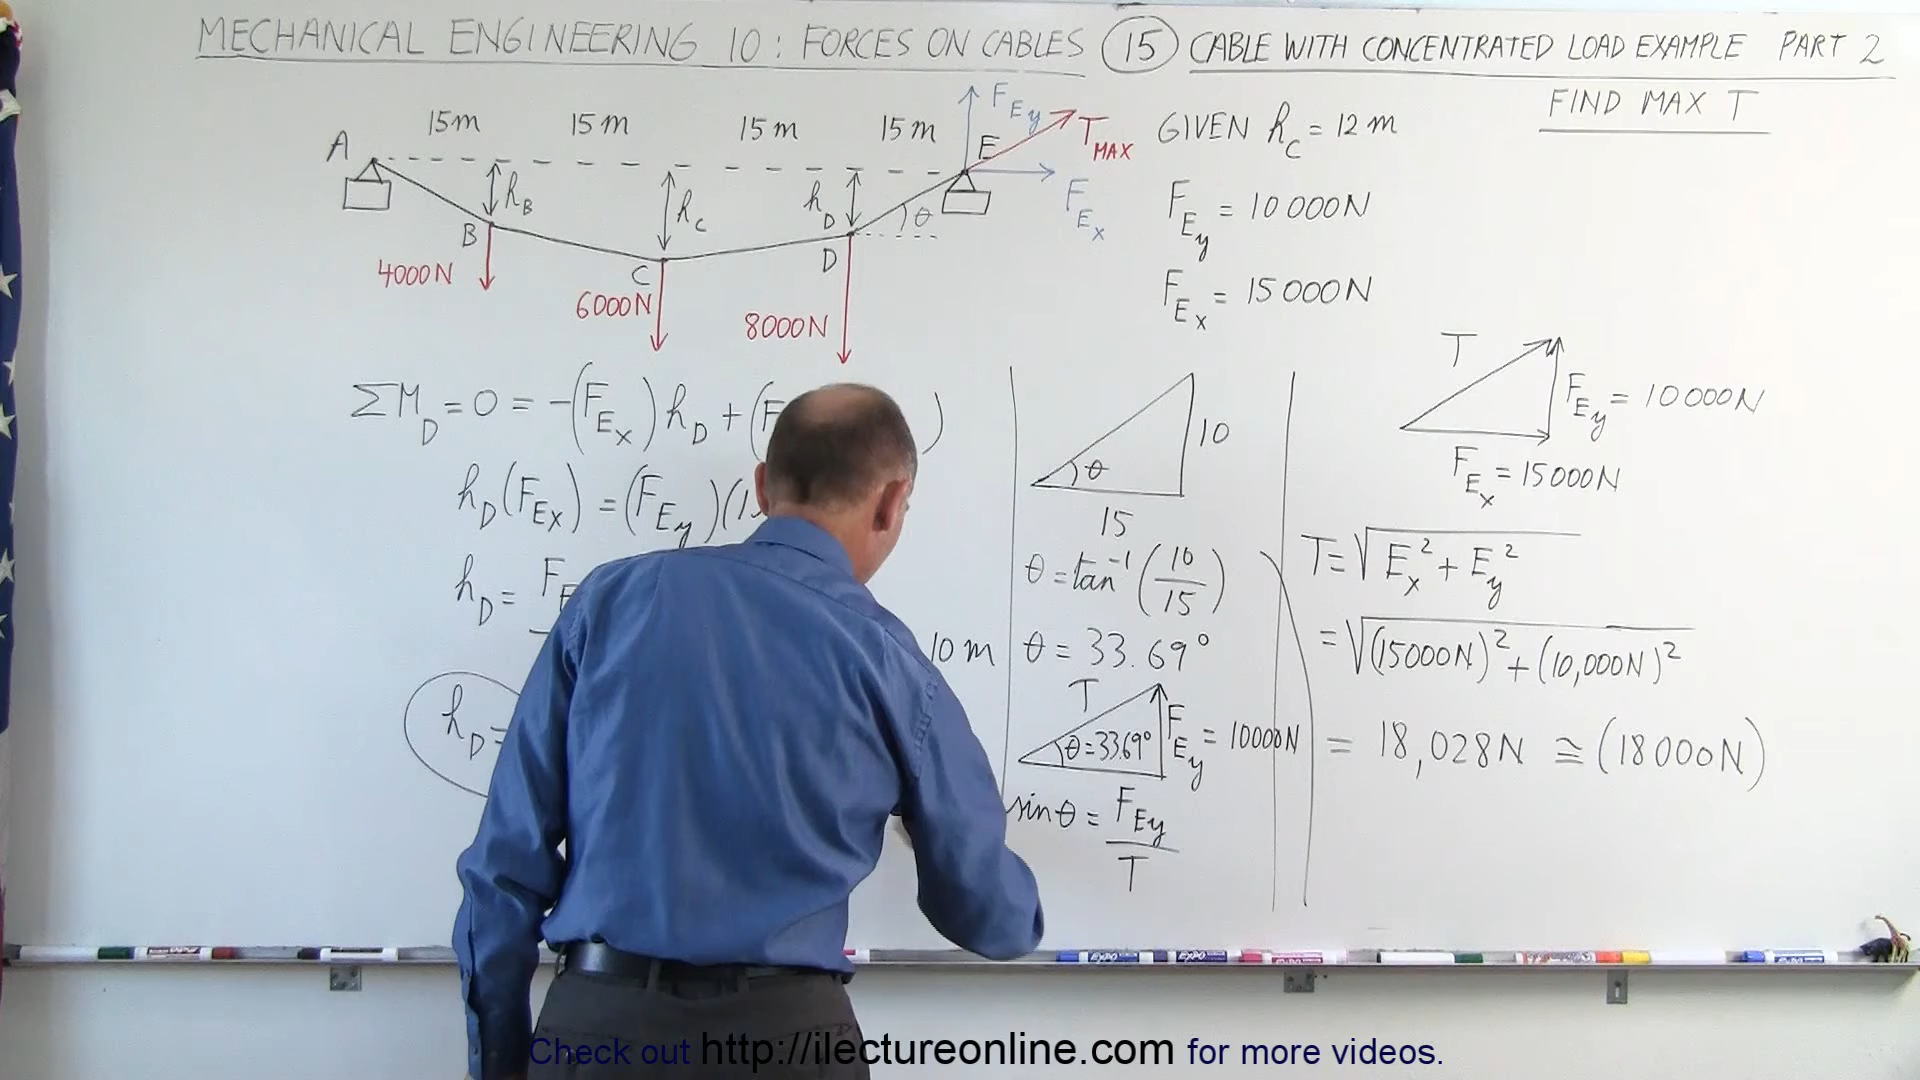 MECHANICAL ENGINEERING 10: FORCES ON CABLES (15) CABLE WITH CONCENTRATED LOAD EXAMPLE PART 2
FIND MAX T
15m 15m 15m 15m
A
h_B
B
4000N
h_C
C
6000N
h_D
D
8000N
θ
E
F_Ey
T_MAX
F_Ex
GIVEN h_C = 12 m
F_Ey = 10000N
F_Ex = 15000N
ΣM_D = 0 = -(F_Ex) h_D + (F )
h_D (F_Ex) = (F_Ey)(1
h_D =
10 m
h_D =
10
θ
15
θ = tan⁻¹ (10/15)
θ = 33.69°
T
θ=33.69°
F_Ey = 10000N
sinθ = F_Ey/T
T
F_Ey = 10000N
F_Ex = 15000N
T = √(E_x² + E_y²)
= √((15000N)² + (10,000N)²)
= 18,028N ≅ (18000N)
EXPO EXPO
Check out http://ilectureonline.com for more videos.